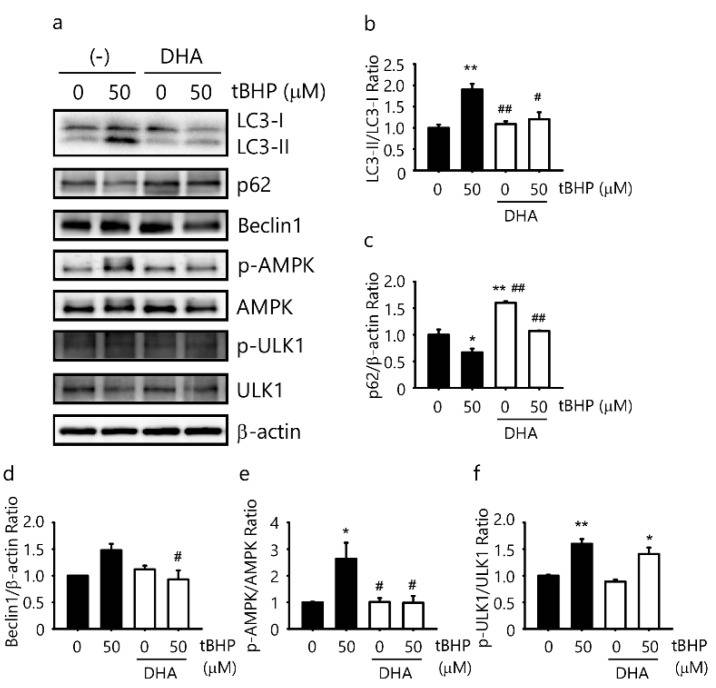 a
(-) DHA
0 50 0 50 tBHP (μM)
LC3-I
LC3-II
p62
Beclin1
p-AMPK
AMPK
p-ULK1
ULK1
β-actin
b
LC3-II/LC3-I Ratio
2.5
2.0
1.5
1.0
0.5
0
** ## #
0 50 0 50 tBHP (μM)
DHA
c
p62/β-actin Ratio
2.0
1.5
1.0
0.5
0
* ** ## ##
0 50 0 50 tBHP (μM)
DHA
d
Beclin1/β-actin Ratio
2.0
1.5
1.0
0.5
0
#
0 50 0 50 tBHP
(μM)
DHA
e
p-AMPK/AMPK Ratio
4
3
2
1
0
* # #
0 50 0 50 tBHP
(μM)
DHA
f
p-ULK1/ULK1 Ratio
2.0
1.5
1.0
0.5
0
** *
0 50 0 50 tBHP
(μM)
DHA